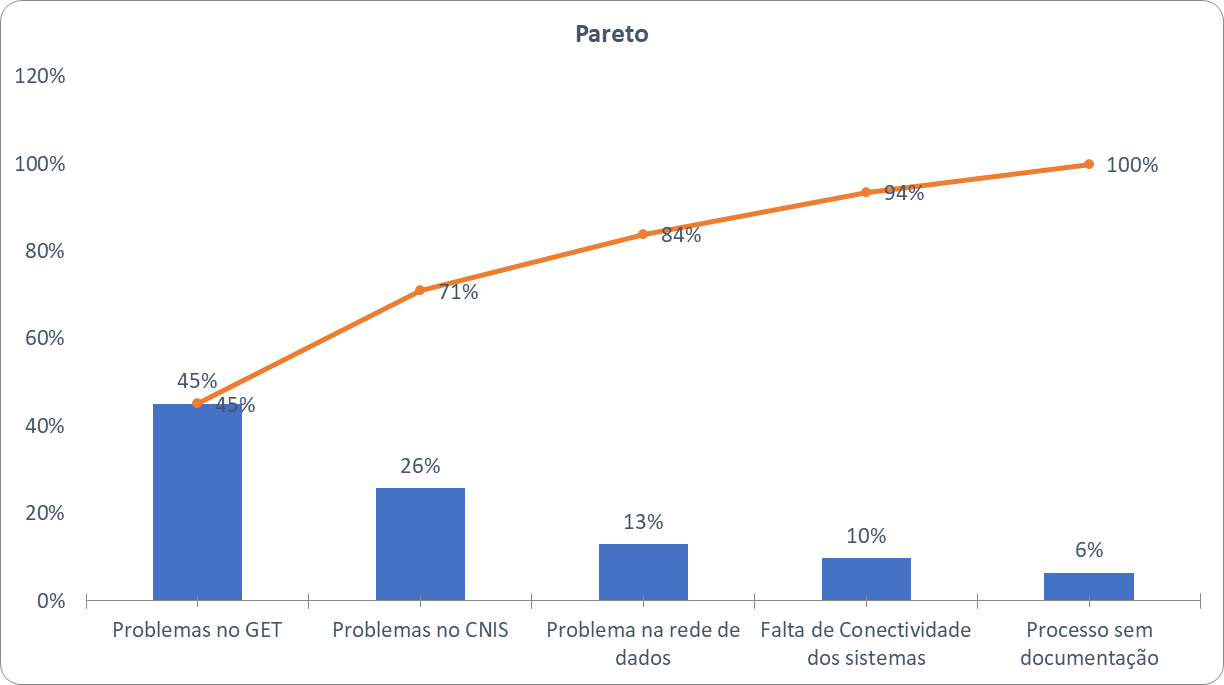 Pareto
120%
100%
80%
60%
40%
20%
0%
45%
26%
13%
10%
6%
45%
71%
84%
94%
100%
Problemas no GET
Problemas no CNIS
Problema na rede de
dados
Falta de Conectividade
dos sistemas
Processo sem
documentação